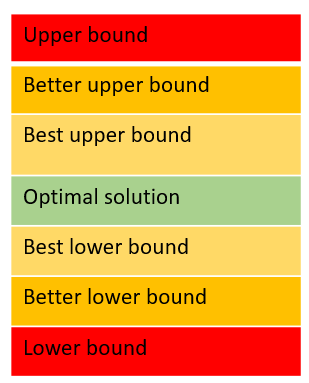 Upper bound
Better upper bound
Best upper bound
Optimal solution
Best lower bound
Better lower bound
Lower bound